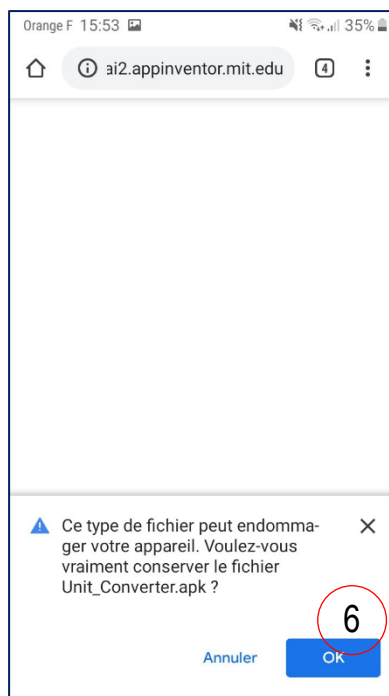 Orange F 15:53 35%
ai2.appinventor.mit.edu 4
Ce type de fichier peut endomma-
ger votre appareil. Voulez-vous
vraiment conserver le fichier
Unit_Converter.apk ?
6
Annuler OK